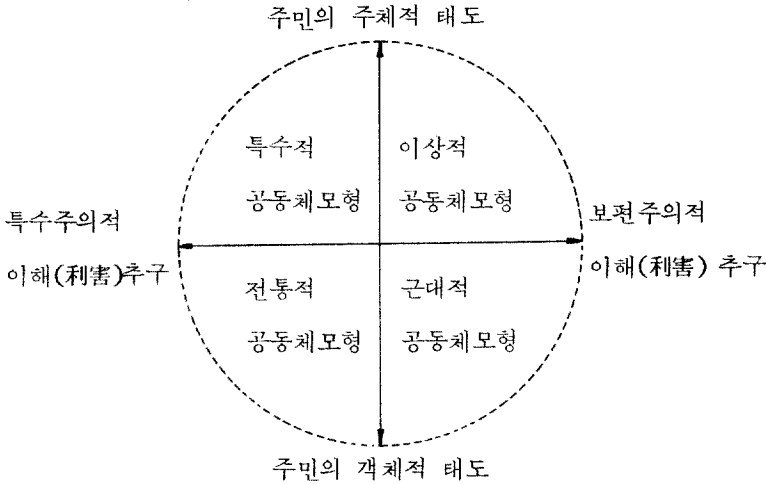 주민의 주체적 태도
특수적 이상적
공동체모형 공동체모형
특수주의적 보편주의적
이해(利害)추구 이해(利害) 추구
전통적 근대적
공동체모형 공동체모형
주민의 객체적 태도